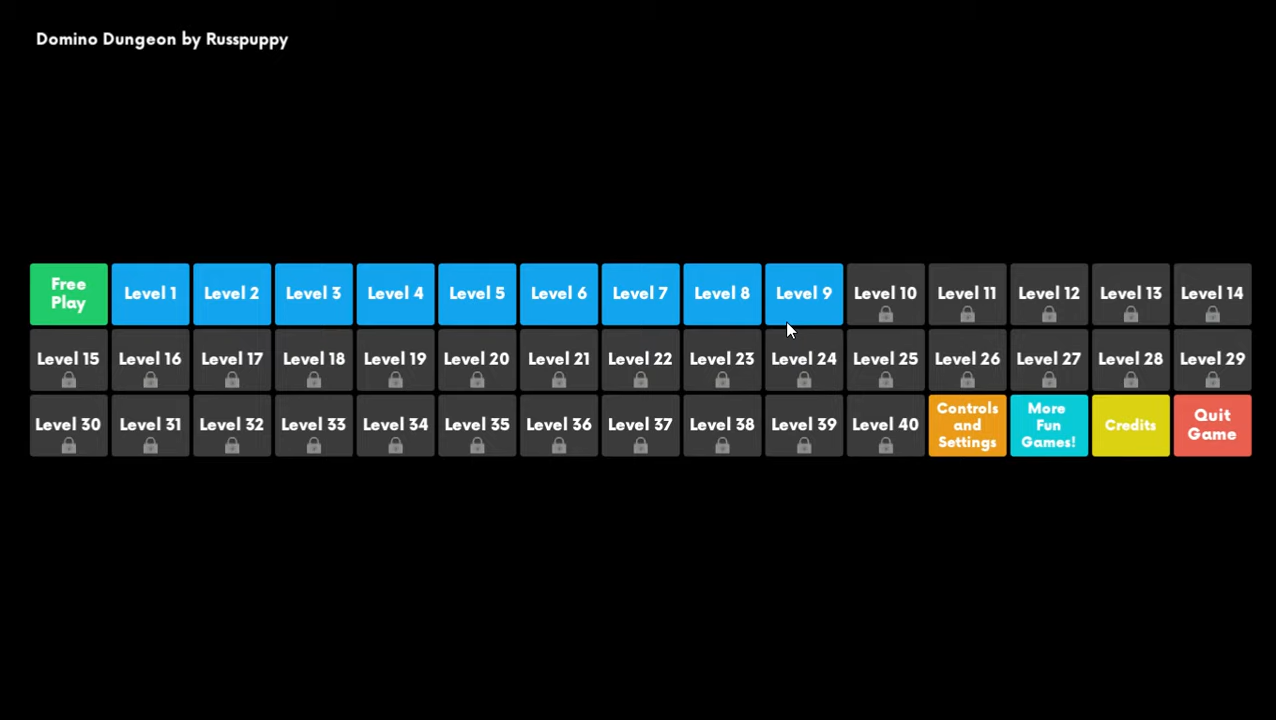 Domino Dungeon by Russpuppy
Free
Play
Level 1
Level 2
Level 3
Level 4
Level 5
Level 6
Level 7
Level 8
Level 9
Level 10
Level 11
Level 12
Level 13
Level 14
Level 15
Level 16
Level 17
Level 18
Level 19
Level 20
Level 21
Level 22
Level 23
Level 24
Level 25
Level 26
Level 27
Level 28
Level 29
Level 30
Level 31
Level 32
Level 33
Level 34
Level 35
Level 36
Level 37
Level 38
Level 39
Level 40
Controls
and
Settings
More
Fun
Games!
Credits
Quit
Game